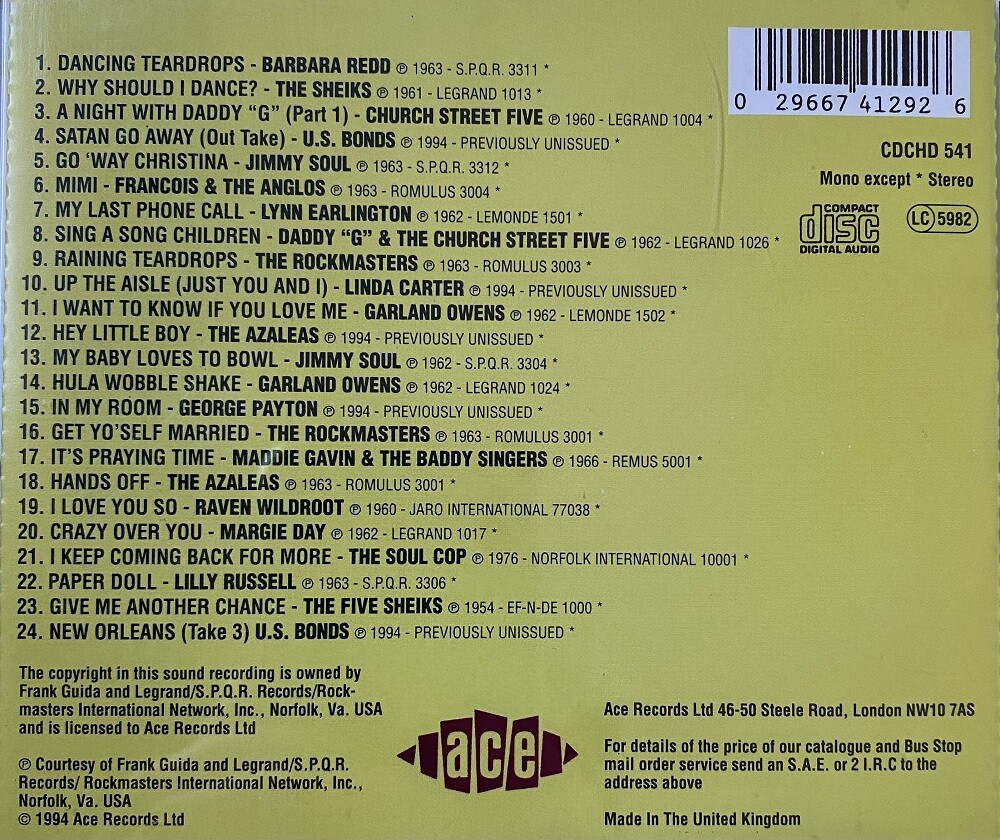 1. DANCING TEARDROPS - BARBARA REDD ℗ 1963 - S.P.Q.R. 3311 *
2. WHY SHOULD I DANCE? - THE SHEIKS ℗ 1961 - LEGRAND 1013 *
3. A NIGHT WITH DADDY “G” (Part 1) - CHURCH STREET FIVE ℗ 1960 - LEGRAND 1004 *
4. SATAN GO AWAY (Out Take) - U.S. BONDS ℗ 1994 - PREVIOUSLY UNISSUED *
5. GO ‘WAY CHRISTINA - JIMMY SOUL ℗ 1963 - S.P.Q.R. 3312 *
6. MIMI - FRANCOIS & THE ANGLOS ℗ 1963 - ROMULUS 3004 *
7. MY LAST PHONE CALL - LYNN EARLINGTON ℗ 1962 - LEMONDE 1501 *
8. SING A SONG CHILDREN - DADDY “G” & THE CHURCH STREET FIVE ℗ 1962 - LEGRAND 1026 *
9. RAINING TEARDROPS - THE ROCKMASTERS ℗ 1963 - ROMULUS 3003 *
10. UP THE AISLE (JUST YOU AND I) - LINDA CARTER ℗ 1994 - PREVIOUSLY UNISSUED *
11. I WANT TO KNOW IF YOU LOVE ME - GARLAND OWENS ℗ 1962 - LEMONDE 1502 *
12. HEY LITTLE BOY - THE AZALEAS ℗ 1994 - PREVIOUSLY UNISSUED *
13. MY BABY LOVES TO BOWL - JIMMY SOUL ℗ 1962 - S.P.Q.R. 3304 *
14. HULA WOBBLE SHAKE - GARLAND OWENS ℗ 1962 - LEGRAND 1024 *
15. IN MY ROOM - GEORGE PAYTON ℗ 1994 - PREVIOUSLY UNISSUED *
16. GET YO’SELF MARRIED - THE ROCKMASTERS ℗ 1963 - ROMULUS 3001 *
17. IT’S PRAYING TIME - MADDIE GAVIN & THE BADDY SINGERS ℗ 1966 - REMUS 5001 *
18. HANDS OFF - THE AZALEAS ℗ 1963 - ROMULUS 3001 *
19. I LOVE YOU SO - RAVEN WILDROOT ℗ 1960 - JARO INTERNATIONAL 77038 *
20. CRAZY OVER YOU - MARGIE DAY ℗ 1962 - LEGRAND 1017 *
21. I KEEP COMING BACK FOR MORE - THE SOUL COP ℗ 1976 - NORFOLK INTERNATIONAL 10001 *
22. PAPER DOLL - LILLY RUSSELL ℗ 1963 - S.P.Q.R. 3306 *
23. GIVE ME ANOTHER CHANCE - THE FIVE SHEIKS ℗ 1954 - EF-N-DE 1000 *
24. NEW ORLEANS (Take 3) U.S. BONDS ℗ 1994 - PREVIOUSLY UNISSUED *
0 29667 41292 6
CDCHD 541
Mono except * Stereo
COMPACT
disc
DIGITAL AUDIO
LC 5982
The copyright in this sound recording is owned by
Frank Guida and Legrand/S.P.Q.R. Records/Rock-
masters International Network, Inc., Norfolk, Va. USA
and is licensed to Ace Records Ltd
℗ Courtesy of Frank Guida and Legrand/S.P.Q.R.
Records/ Rockmasters International Network, Inc.,
Norfolk, Va. USA
© 1994 Ace Records Ltd
ace
Ace Records Ltd 46-50 Steele Road, London NW10 7AS
For details of the price of our catalogue and Bus Stop
mail order service send an S.A.E. or 2 I.R.C to the
address above
Made In The United Kingdom